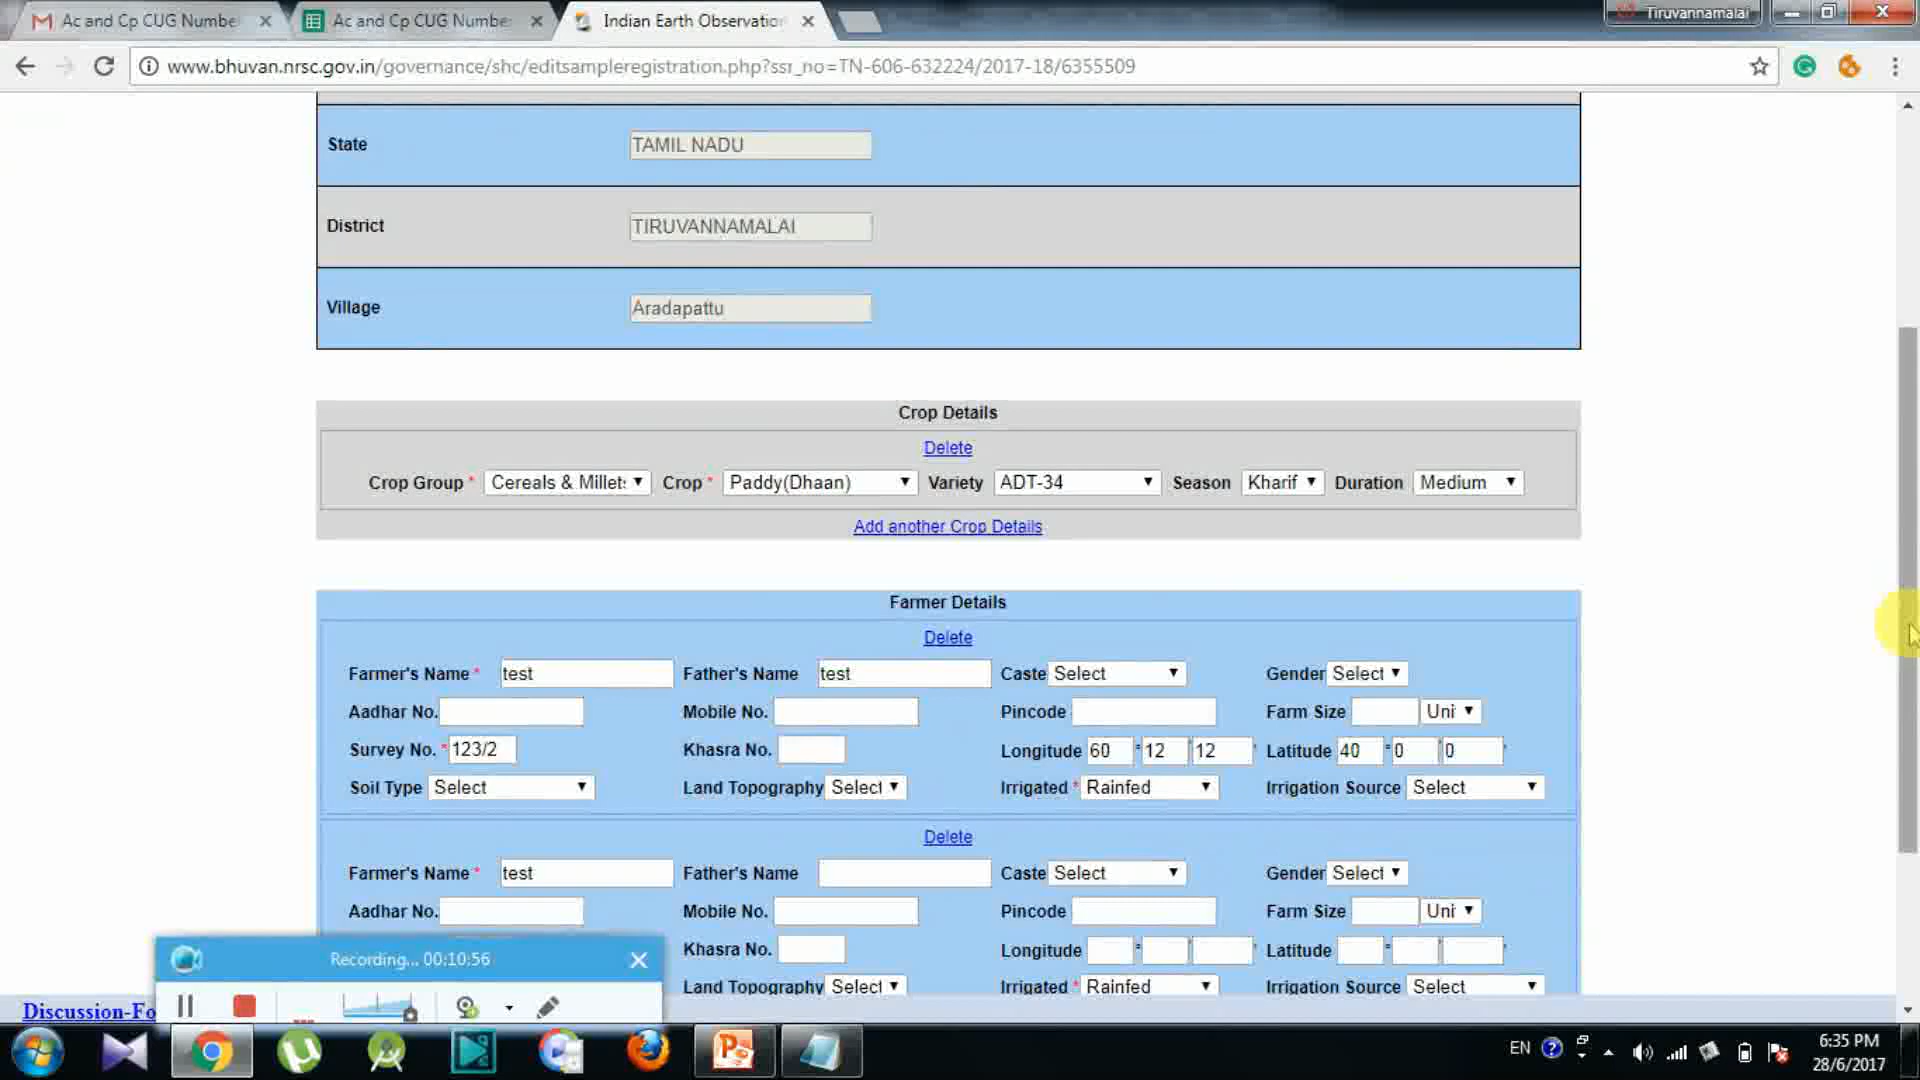 Ac and Cp CUG Numbe
Ac and Cp CUG Numbe
Indian Earth Observation
Tiruvannamalai
www.bhuvan.nrsc.gov.in/governance/shc/editsampleregistration.php?ssr_no=TN-606-632224/2017-18/6355509
State TAMIL NADU
District TIRUVANNAMALAI
Village Aradapattu
Crop Details
Delete
Crop Group * Cereals & Millets Crop * Paddy(Dhaan) Variety ADT-34 Season Kharif Duration Medium
Add another Crop Details
Farmer Details
Delete
Farmer's Name * test Father's Name test Caste Select Gender Select
Aadhar No. Mobile No. Pincode Farm Size Uni
Survey No. * 123/2 Khasra No. Longitude 60 ° 12 ' 12 " Latitude 40 ° 0 ' 0 "
Soil Type Select Land Topography Select Irrigated * Rainfed Irrigation Source Select
Delete
Farmer's Name * test Father's Name Caste Select Gender Select
Aadhar No. Mobile No. Pincode Farm Size Uni
Khasra No. Longitude ° ' " Latitude ° ' "
Land Topography Select Irrigated * Rainfed Irrigation Source Select
Recording... 00:10:56
Discussion-Fo
EN
6:35 PM
28/6/2017